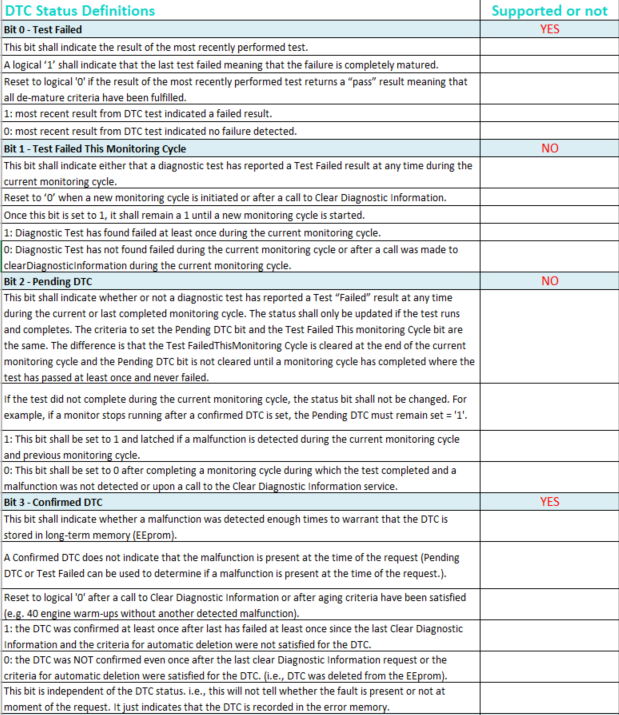 DTC Status Definitions Supported or not
Bit 0 - Test Failed YES
This bit shall indicate the result of the most recently performed test.
A logical ‘1’ shall indicate that the last test failed meaning that the failure is completely matured.
Reset to logical '0' if the result of the most recently performed test returns a “pass” result meaning that
all de-mature criteria have been fulfilled.
1: most recent result from DTC test indicated a failed result.
0: most recent result from DTC test indicated no failure detected.
Bit 1 - Test Failed This Monitoring Cycle NO
This bit shall indicate either that a diagnostic test has reported a Test Failed result at any time during the
current monitoring cycle.
Reset to ‘0’ when a new monitoring cycle is initiated or after a call to Clear Diagnostic Information.
Once this bit is set to 1, it shall remain a 1 until a new monitoring cycle is started.
1: Diagnostic Test has found failed at least once during the current monitoring cycle.
0: Diagnostic Test has not found failed during the current monitoring cycle or after a call was made to
clearDiagnosticInformation during the current monitoring cycle.
Bit 2 - Pending DTC NO
This bit shall indicate whether or not a diagnostic test has reported a Test “Failed” result at any time
during the current or last completed monitoring cycle. The status shall only be updated if the test runs
and completes. The criteria to set the Pending DTC bit and the Test Failed This monitoring Cycle bit are
the same. The difference is that the Test FailedThisMonitoring Cycle is cleared at the end of the current
monitoring cycle and the Pending DTC bit is not cleared until a monitoring cycle has completed where the
test has passed at least once and never failed.
If the test did not complete during the current monitoring cycle, the status bit shall not be changed. For
example, if a monitor stops running after a confirmed DTC is set, the Pending DTC must remain set = '1'.
1: This bit shall be set to 1 and latched if a malfunction is detected during the current monitoring cycle
and previous monitoring cycle.
0: This bit shall be set to 0 after completing a monitoring cycle during which the test completed and a
malfunction was not detected or upon a call to the Clear Diagnostic Information service.
Bit 3 - Confirmed DTC YES
This bit shall indicate whether a malfunction was detected enough times to warrant that the DTC is
stored in long-term memory (EEprom).
A Confirmed DTC does not indicate that the malfunction is present at the time of the request (Pending
DTC or Test Failed can be used to determine if a malfunction is present at the time of the request.).
Reset to logical '0' after a call to Clear Diagnostic Information or after aging criteria have been satisfied
(e.g. 40 engine warm-ups without another detected malfunction).
1: the DTC was confirmed at least once after last has failed at least once since the last Clear Diagnostic
Information and the criteria for automatic deletion were not satisfied for the DTC.
0: the DTC was NOT confirmed even once after the last clear Diagnostic Information request or the
criteria for automatic deletion were satisfied for the DTC. (i.e., DTC was deleted from the EEprom).
This bit is independent of the DTC status. i.e., this will not tell whether the fault is present or not at
moment of the request. It just indicates that the DTC is recorded in the error memory.